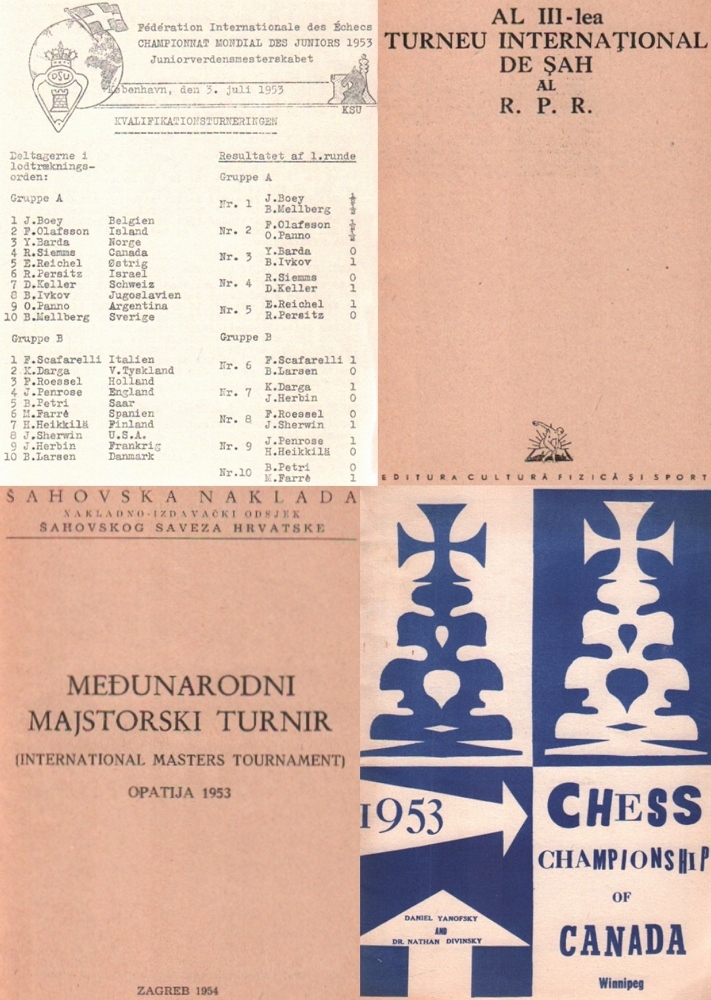 Fédération Internationale des Échecs
CHAMPIONNAT MONDIAL DES JUNIORS 1953
Juniorverdensmesterskabet
DSU
København, den 3. juli 1953
KSU
KVALIFIKATIONSTURNERINGEN
Deltagerne i
lodtræknings-
orden:
Gruppe A
1 J.Boey Belgien
2 F.Olafsson Island
3 Y.Barda Norge
4 R.Siemms Canada
5 E.Reichel Østrig
6 R.Persitz Israel
7 D.Keller Schweiz
8 B.Ivkov Jugoslavien
9 O.Panno Argentina
10 B.Mellberg Sverige
Gruppe B
1 F.Scafarelli Italien
2 K.Darga V.Tyskland
3 F.Roessel Holland
4 J.Penrose England
5 B.Petri Saar
6 M.Farré Spanien
7 H.Heikkilä Finland
8 J.Sherwin U.S.A.
9 J.Herbin Frankrig
10 B.Larsen Danmark
Resultatet af 1.runde
Gruppe A
Nr. 1 J.Boey ½
B.Mellberg ½
Nr. 2 F.Olafsson ½
O.Panno ½
Nr. 3 Y.Barda 0
B.Ivkov 1
Nr. 4 R.Siemms 0
D.Keller 1
Nr. 5 E.Reichel 1
R.Persitz 0
Gruppe B
Nr. 6 F.Scafarelli 1
B.Larsen 0
Nr. 7 K.Darga 1
J.Herbin 0
Nr. 8 F.Roessel 0
J.Sherwin 1
Nr. 9 J.Penrose 1
H.Heikkilä 0
Nr.10 B.Petri 0
M.Farré 1
AL III-lea
TURNEU INTERNAŢIONAL
DE ŞAH
AL
R. P. R.
EDITURA CULTURĂ FIZICĂ ŞI SPORT
ŠAHOVSKA NAKLADA
NAKLADNO-IZDAVAČKI ODSJEK
ŠAHOVSKOG SAVEZA HRVATSKE
MEĐUNARODNI
MAJSTORSKI TURNIR
(INTERNATIONAL MASTERS TOURNAMENT)
OPATIJA 1953
ZAGREB 1954
1953
DANIEL YANOFSKY
AND
DR. NATHAN DIVINSKY
CHESS
CHAMPIONSHIP
OF
CANADA
Winnipeg